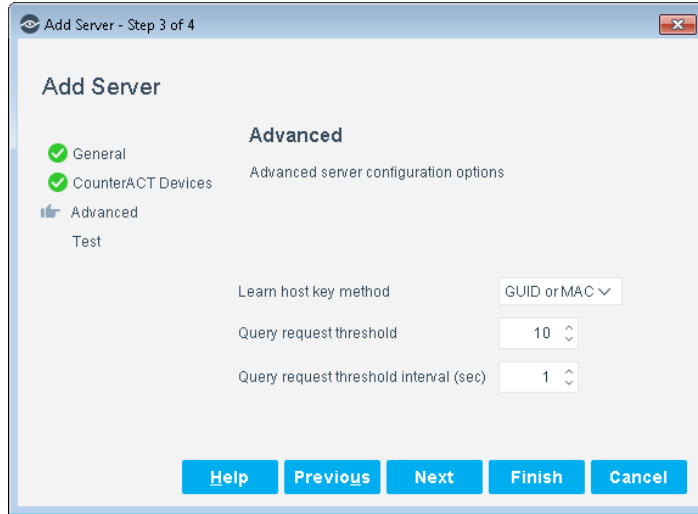 Add Server - Step 3 of 4
Add Server
General
CounterACT Devices
Advanced
Test
Advanced
Advanced server configuration options
Learn host key method GUID or MAC
Query request threshold 10
Query request threshold interval (sec) 1
Help Previous Next Finish Cancel